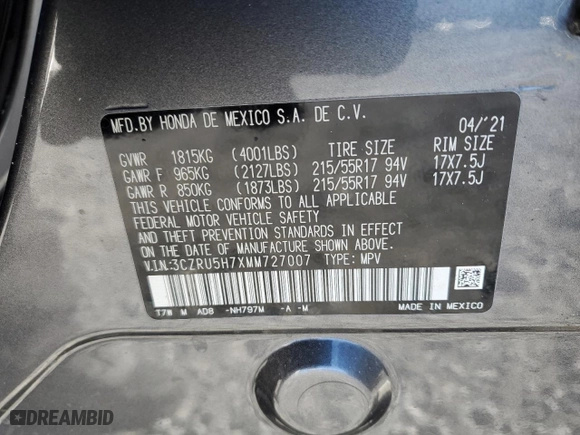 MFD.BY HONDA DE MEXICO S.A. DE C.V. 04/'21
GVWR 1815KG (4001LBS) TIRE SIZE RIM SIZE
GAWR F 965KG (2127LBS) 215/55R17 94V 17X7.5J
GAWR R 850KG (1873LBS) 215/55R17 94V 17X7.5J
THIS VEHICLE CONFORMS TO ALL APPLICABLE
FEDERAL MOTOR VEHICLE SAFETY
AND THEFT PREVENTION STANDARDS IN EFFECT
ON THE DATE OF MANUFACTURE SHOWN ABOVE.
V.I.N.:3CZRU5H7XMM727007 TYPE: MPV
T7W M AD8 -NH797M -A -M MADE IN MEXICO
DREAMBID